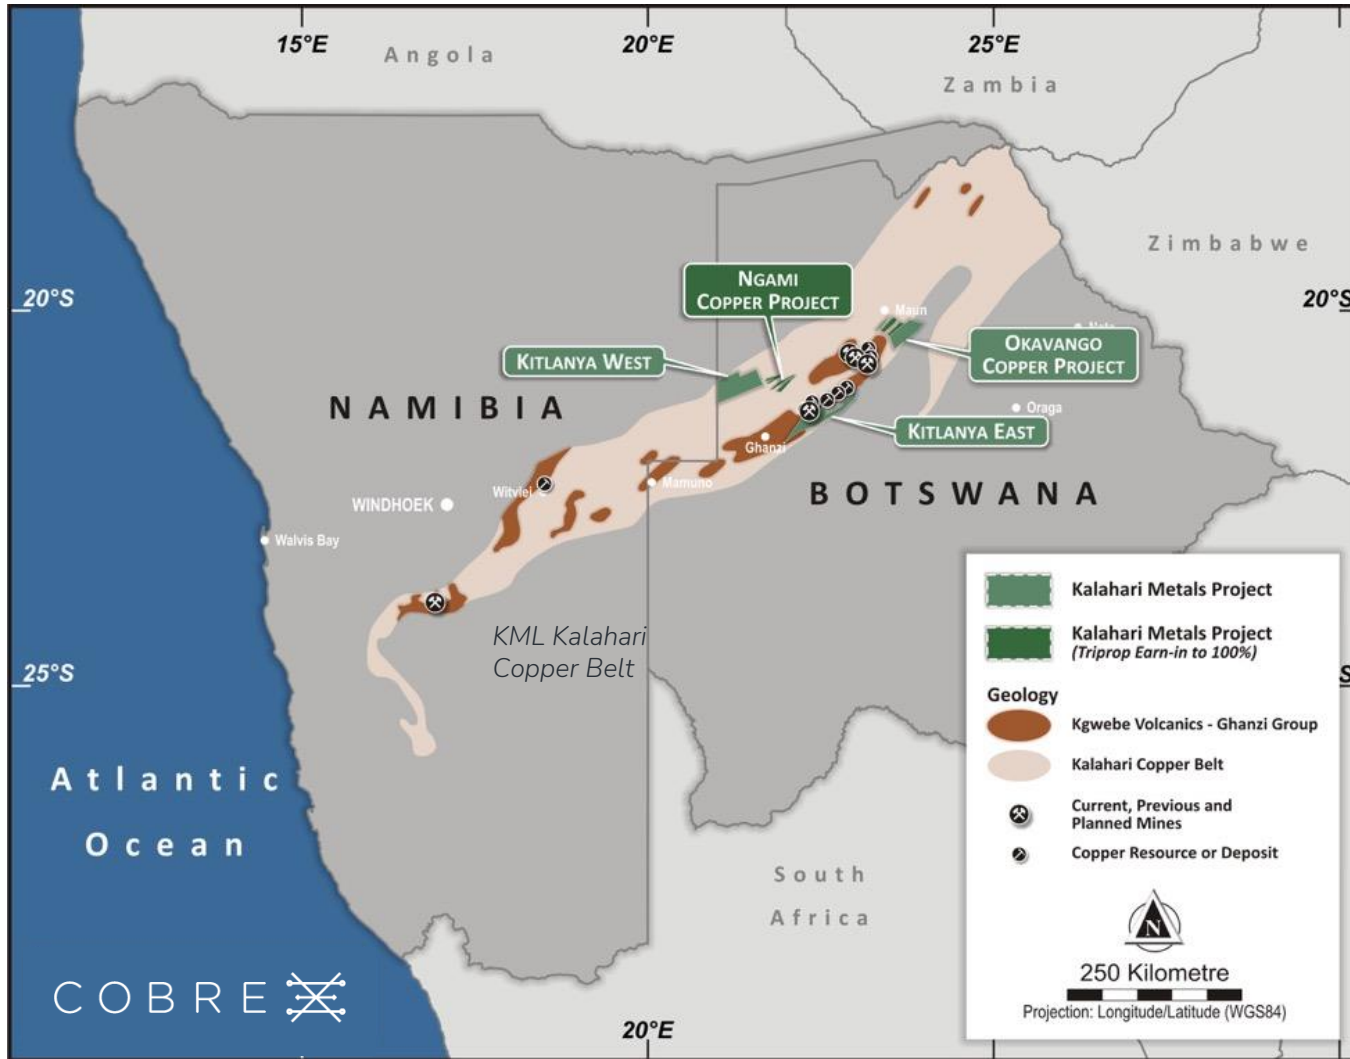 15°E
20°E
25°E
Angola
Zambia
Zimbabwe
20°S
20°S
NGAMI
COPPER PROJECT
Maun
OKAVANGO
COPPER PROJECT
KITLANYA WEST
NAMIBIA
Oraga
KITLANYA EAST
Ghanzi
Mamuno
BOTSWANA
Witvlei
WINDHOEK
Walvis Bay
KML Kalahari
Copper Belt
25°S
Atlantic
Ocean
South
Africa
Kalahari Metals Project
Kalahari Metals Project
(Triprop Earn-in to 100%)
Geology
Kgwebe Volcanics - Ghanzi Group
Kalahari Copper Belt
Current, Previous and
Planned Mines
Copper Resource or Deposit
N
250 Kilometre
Projection: Longitude/Latitude (WGS84)
COBRE
20°E